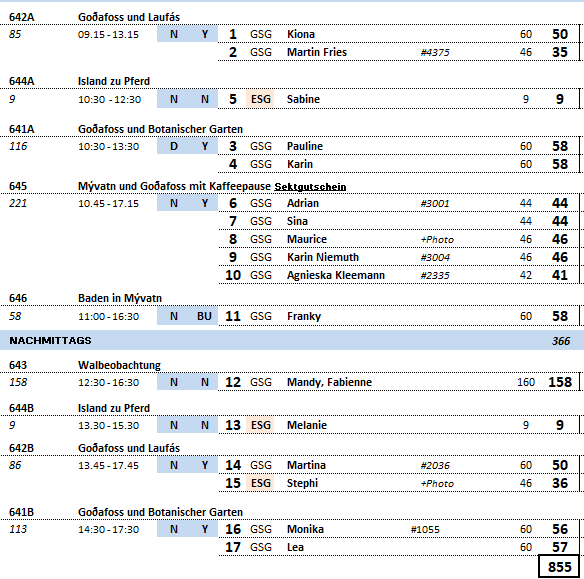 642A Goðafoss und Laufás
85 09.15 - 13.15 N Y 1 GSG Kiona 60 50
2 GSG Martin Fries #4375 46 35
644A Island zu Pferd
9 10:30 - 12:30 N N 5 ESG Sabine 9 9
641A Goðafoss und Botanischer Garten
116 10:30 - 13:30 D Y 3 GSG Pauline 60 58
4 GSG Karin 60 58
645 Mývatn und Goðafoss mit Kaffeepause Sektgutschein
221 10.45 - 17.15 N Y 6 GSG Adrian #3001 44 44
7 GSG Sina 44 44
8 GSG Maurice +Photo 46 46
9 GSG Karin Niemuth #3004 46 46
10 GSG Agnieska Kleemann #2335 42 41
646 Baden in Mývatn
58 11:00 - 16:30 N BU 11 GSG Franky 60 58
NACHMITTAGS 366
643 Walbeobachtung
158 12:30 - 16:30 N N 12 GSG Mandy, Fabienne 160 158
644B Island zu Pferd
9 13.30 - 15.30 N N 13 ESG Melanie 9 9
642B Goðafoss und Laufás
86 13.45 - 17.45 N Y 14 GSG Martina #2036 60 50
15 ESG Stephi +Photo 46 36
641B Goðafoss und Botanischer Garten
113 14:30 - 17:30 N Y 16 GSG Monika #1055 60 56
17 GSG Lea 60 57
855